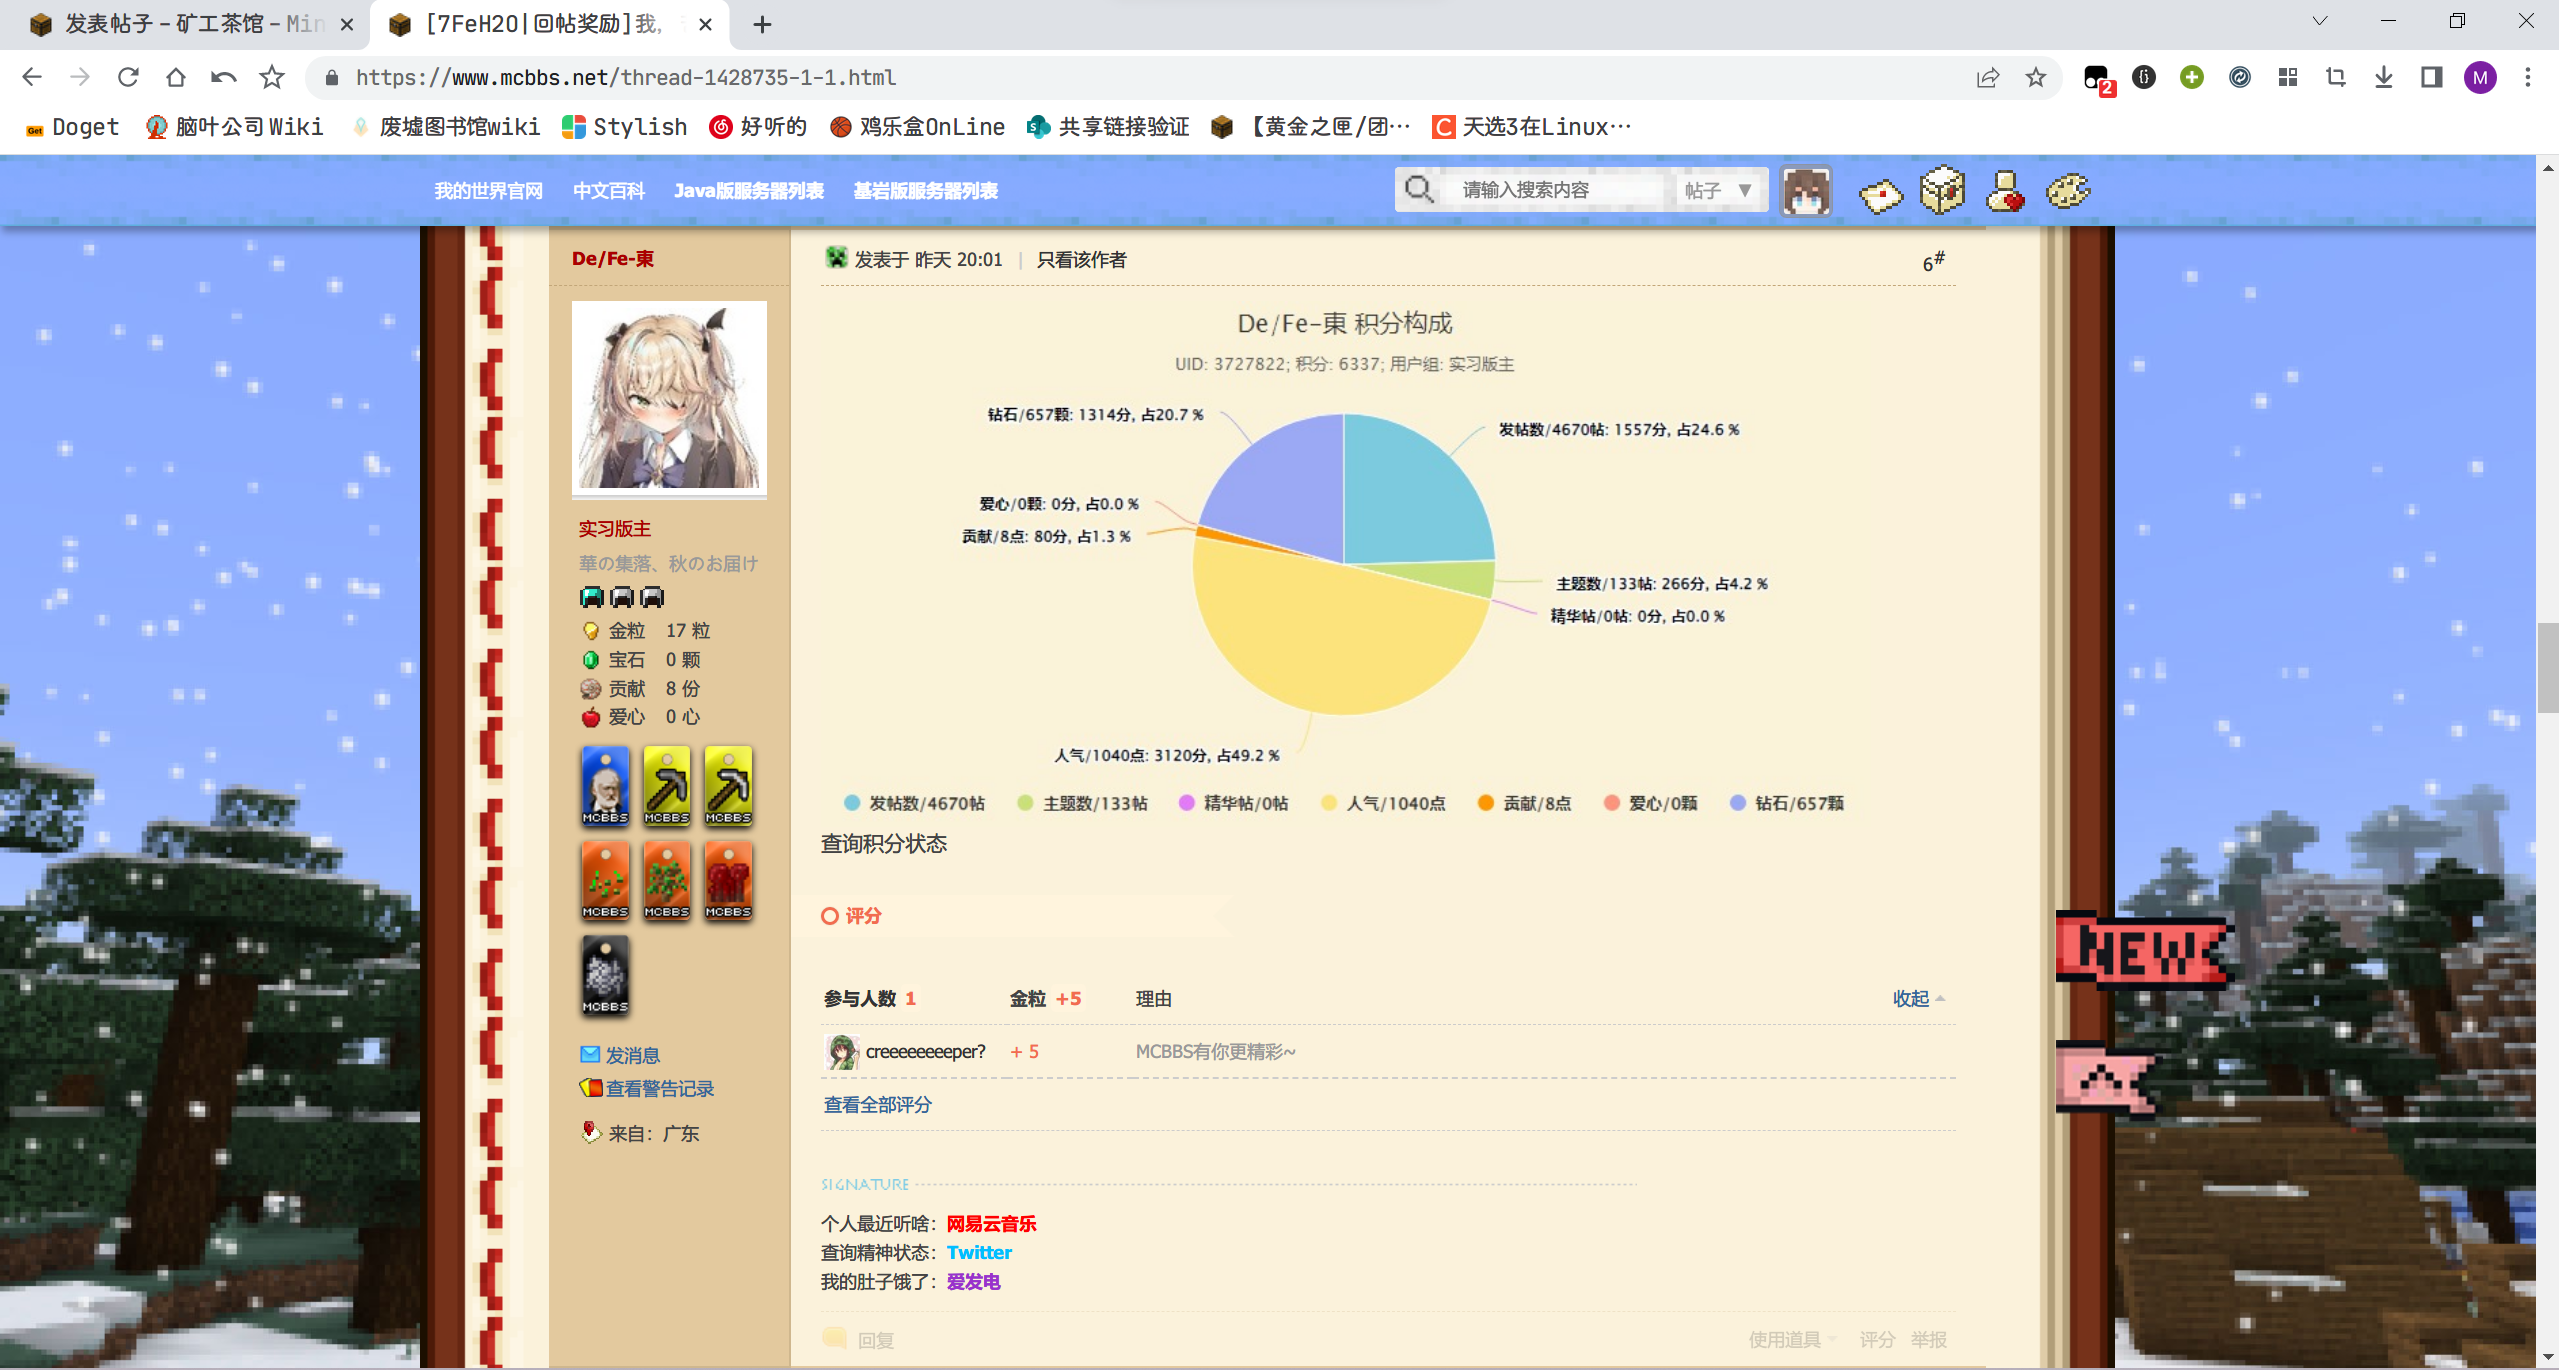 发表帖子 - 矿工茶馆 - Min
[7FeH2O|回帖奖励]我,
https://www.mcbbs.net/thread-1428735-1-1.html
2
M
Get Doget
脑叶公司Wiki
废墟图书馆wiki
Stylish
好听的
鸡乐盒OnLine
共享链接验证
【黄金之匣/团…
天选3在Linux…
我的世界官网
中文百科
Java版服务器列表
基岩版服务器列表
请输入搜索内容
帖子 ▼
De/Fe-東
发表于 昨天 20:01 | 只看该作者
6#
De/Fe-東 积分构成
UID: 3727822; 积分: 6337; 用户组: 实习版主
钻石/657颗: 1314分, 占20.7 %
发帖数/4670帖: 1557分, 占24.6 %
爱心/0颗: 0分, 占0.0 %
贡献/8点: 80分, 占1.3 %
主题数/133帖: 266分, 占4.2 %
精华帖/0帖: 0分, 占0.0 %
人气/1040点: 3120分, 占49.2 %
发帖数/4670帖
主题数/133帖
精华帖/0帖
人气/1040点
贡献/8点
爱心/0颗
钻石/657颗
实习版主
華の集落、秋のお届け
金粒 17 粒
宝石 0 颗
贡献 8 份
爱心 0 心
MCBBS
MCBBS
MCBBS
MCBBS
MCBBS
MCBBS
MCBBS
发消息
查看警告记录
来自: 广东
查询积分状态
评分
参与人数 1
金粒 +5
理由
收起
creeeeeeeeper?
+ 5
MCBBS有你更精彩~
查看全部评分
SIGNATURE
个人最近听啥: 网易云音乐
查询精神状态: Twitter
我的肚子饿了: 爱发电
回复
使用道具
评分
举报
NEW